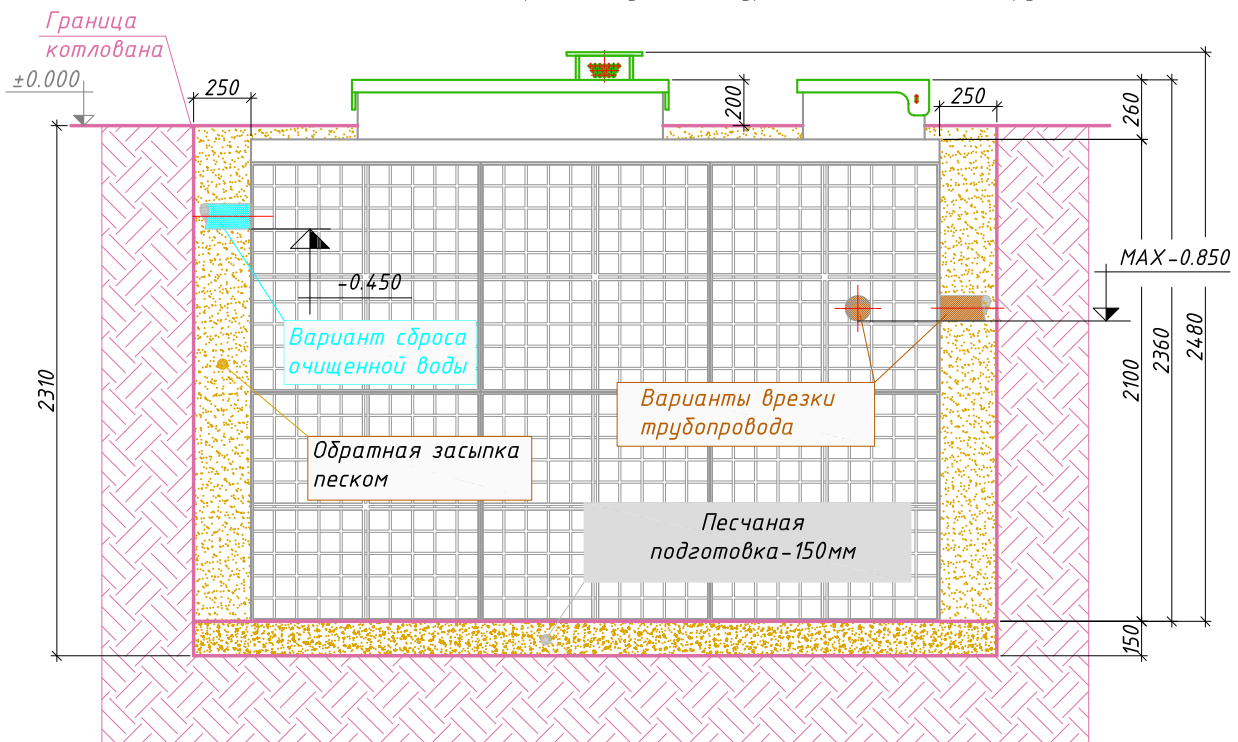 Граница
котлована
±0.000
250
200
250
260
-0.450
MAX-0.850
Вариант сброса
очищенной воды
2310
2100
2360
2480
Варианты врезки
трубопровода
Обратная засыпка
песком
Песчаная
подготовка-150мм
150